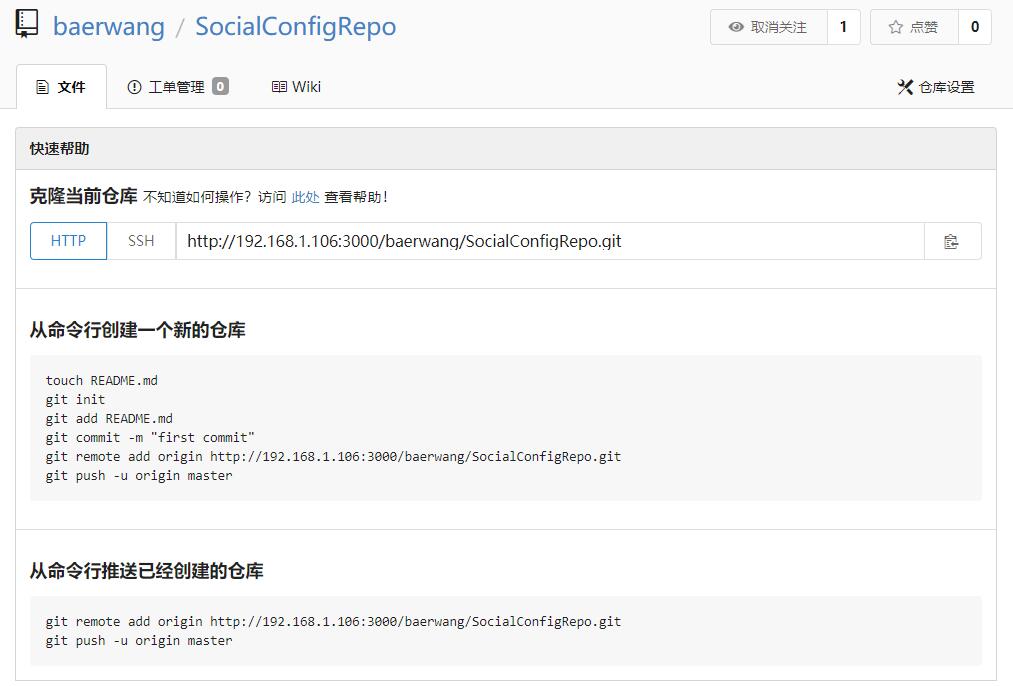 baerwang / SocialConfigRepo
取消关注 1
点赞 0
文件
工单管理 0
Wiki
仓库设置
快速帮助
克隆当前仓库 不知道如何操作？访问 此处 查看帮助！
HTTP SSH http://192.168.1.106:3000/baerwang/SocialConfigRepo.git
从命令行创建一个新的仓库
touch README.md
git init
git add README.md
git commit -m "first commit"
git remote add origin http://192.168.1.106:3000/baerwang/SocialConfigRepo.git
git push -u origin master
从命令行推送已经创建的仓库
git remote add origin http://192.168.1.106:3000/baerwang/SocialConfigRepo.git
git push -u origin master